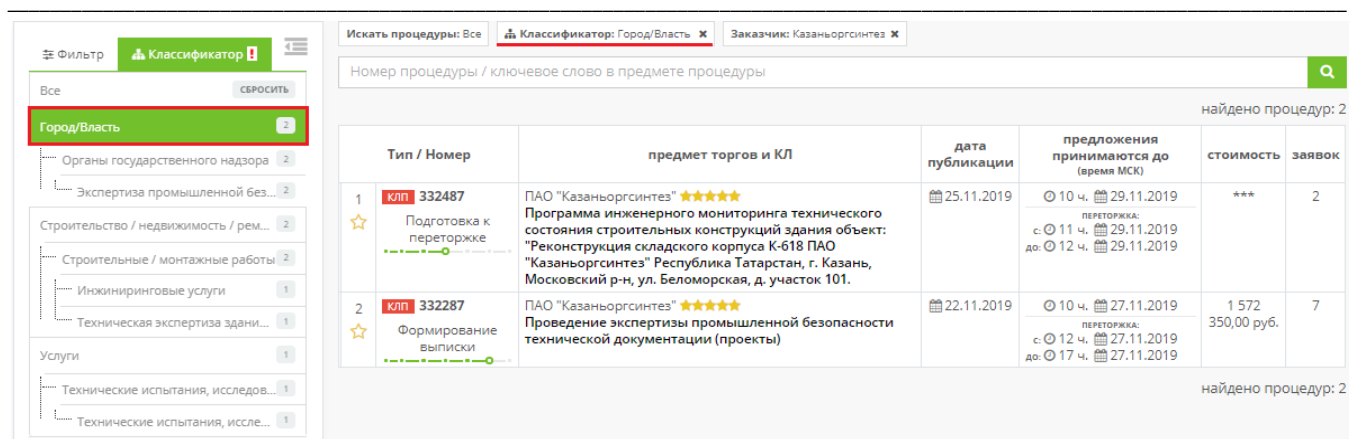 Фильтр
Классификатор !
Все СБРОСИТЬ
Город/Власть 2
Органы государственного надзора 2
Экспертиза промышленной без... 2
Строительство / недвижимость / рем... 2
Строительные / монтажные работы 2
Инжиниринговые услуги 1
Техническая экспертиза здани... 1
Услуги 1
Технические испытания, исследов... 1
Технические испытания, иссле... 1
Искать процедуры: Все
Классификатор: Город/Власть ✖
Заказчик: Казаньоргсинтез ✖
Номер процедуры / ключевое слово в предмете процедуры
найдено процедур: 2
Тип / Номер
предмет торгов и КЛ
дата
публикации
предложения
принимаются до
(время МСК)
стоимость
заявок
1
КЛП 332487
Подготовка к
переторжке
ПАО "Казаньоргсинтез"
Программа инженерного мониторинга технического
состояния строительных конструкций здания объект:
"Реконструкция складского корпуса К-618 ПАО
"Казаньоргсинтез" Республика Татарстан, г. Казань,
Московский р-н, ул. Беломорская, д. участок 101.
25.11.2019
10 ч. 29.11.2019
ПЕРЕТОРЖКА:
с: 11 ч. 29.11.2019
до: 12 ч. 29.11.2019
***
2
2
КЛП 332287
Формирование
выписки
ПАО "Казаньоргсинтез"
Проведение экспертизы промышленной безопасности
технической документации (проекты)
22.11.2019
10 ч. 27.11.2019
ПЕРЕТОРЖКА:
с: 12 ч. 27.11.2019
до: 17 ч. 27.11.2019
1 572
350,00 руб.
7
найдено процедур: 2